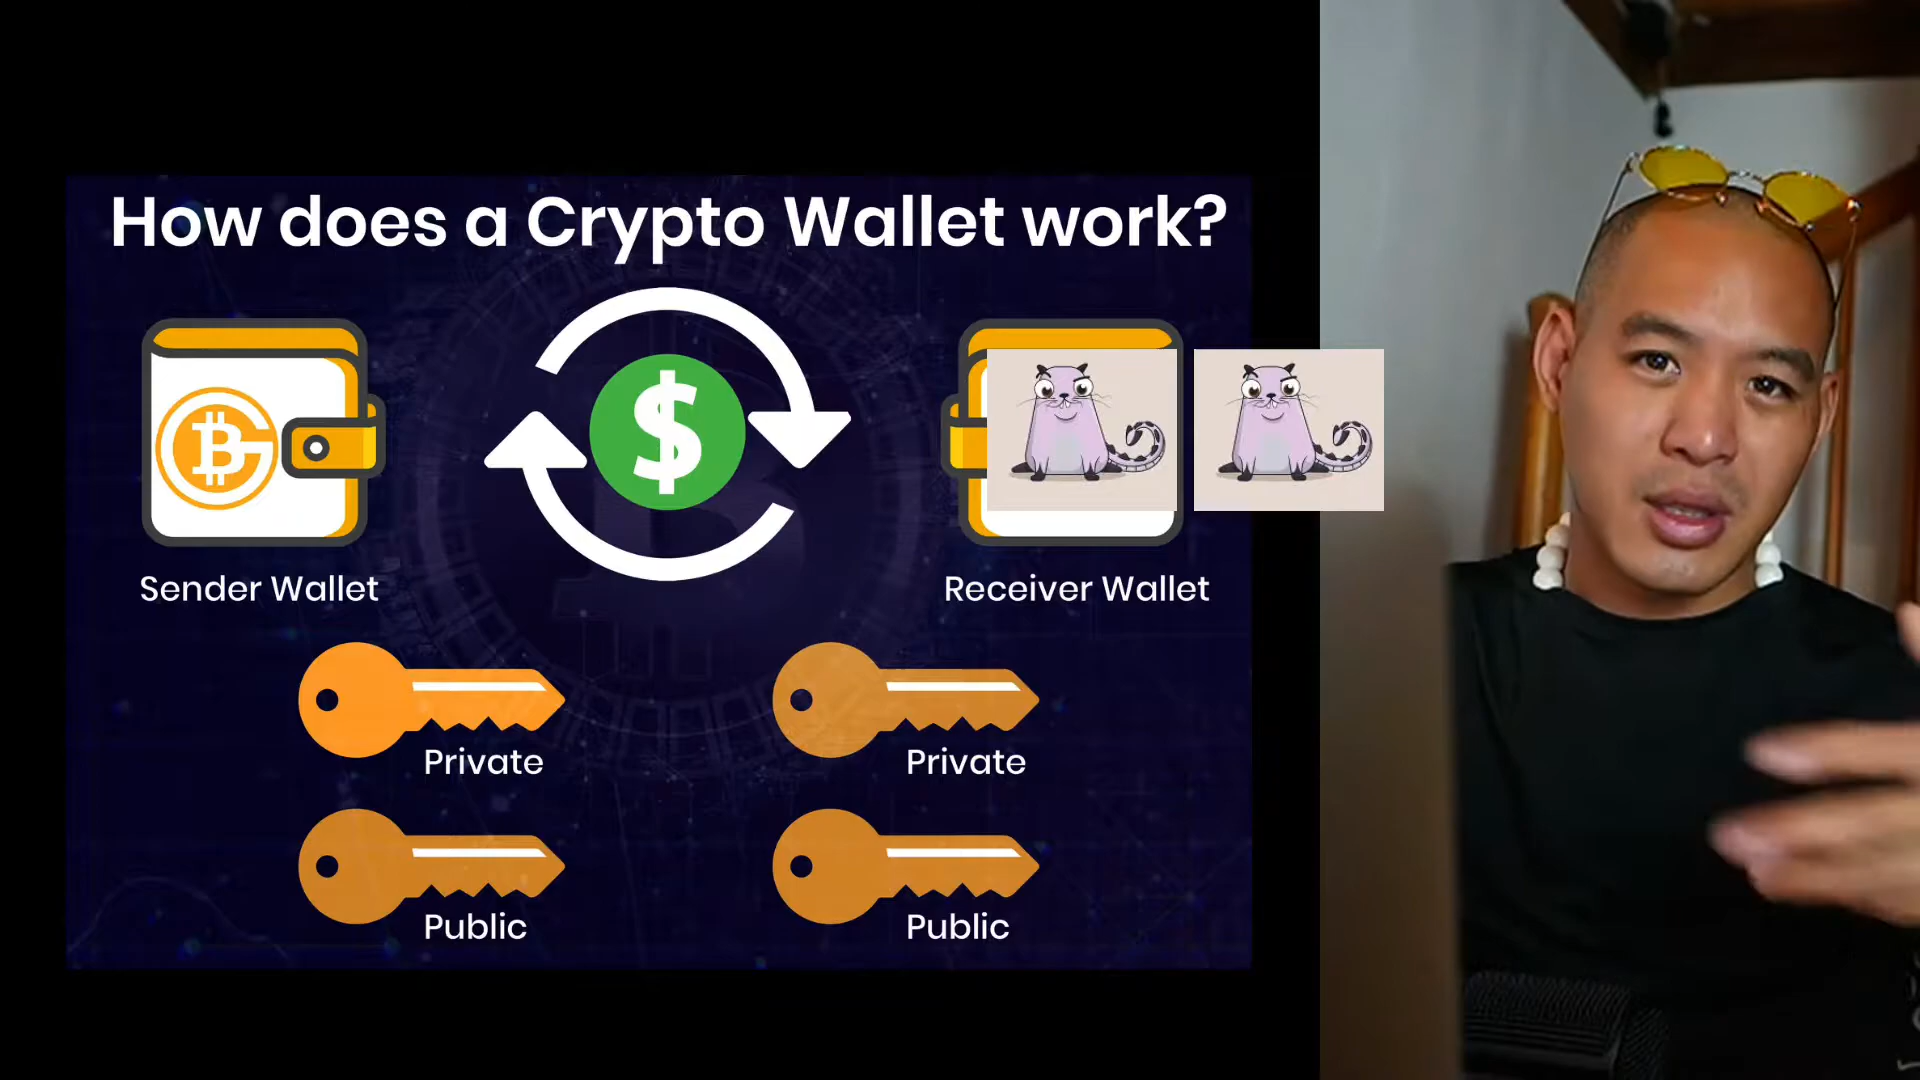 How does a Crypto Wallet work?
$
Sender Wallet
Receiver Wallet
Private
Private
Public
Public